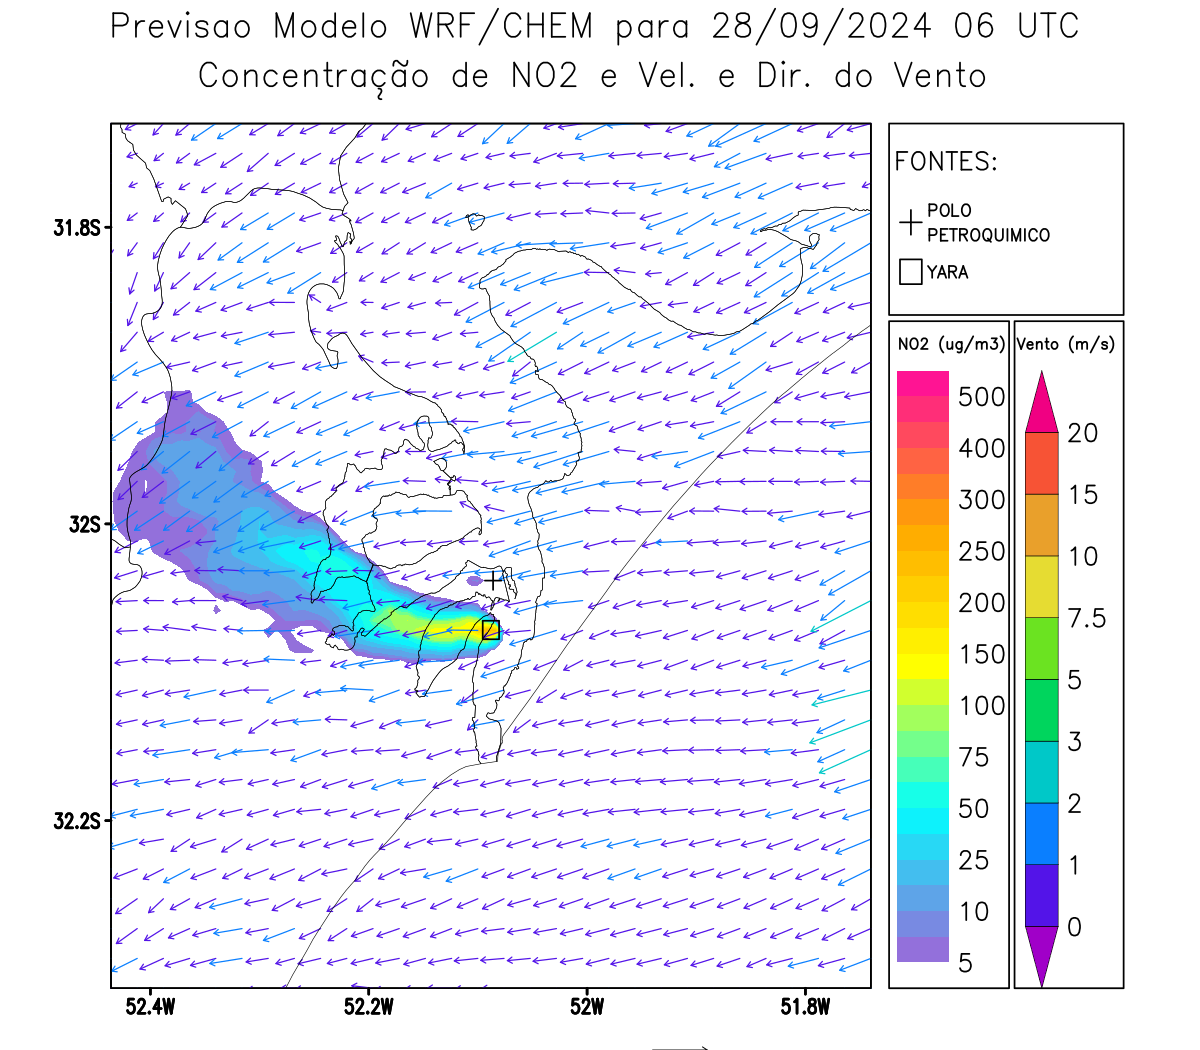 Previsao Modelo WRF/CHEM para 28/09/2024 06 UTC
Concentração de NO2 e Vel. e Dir. do Vento
FONTES:
POLO
PETROQUIMICO
YARA
NO2 (ug/m3)
500
400
300
250
200
150
100
75
50
25
10
5
Vento (m/s)
20
15
10
7.5
5
3
2
1
0
31.8S
32S
32.2S
52.4W
52.2W
52W
51.8W